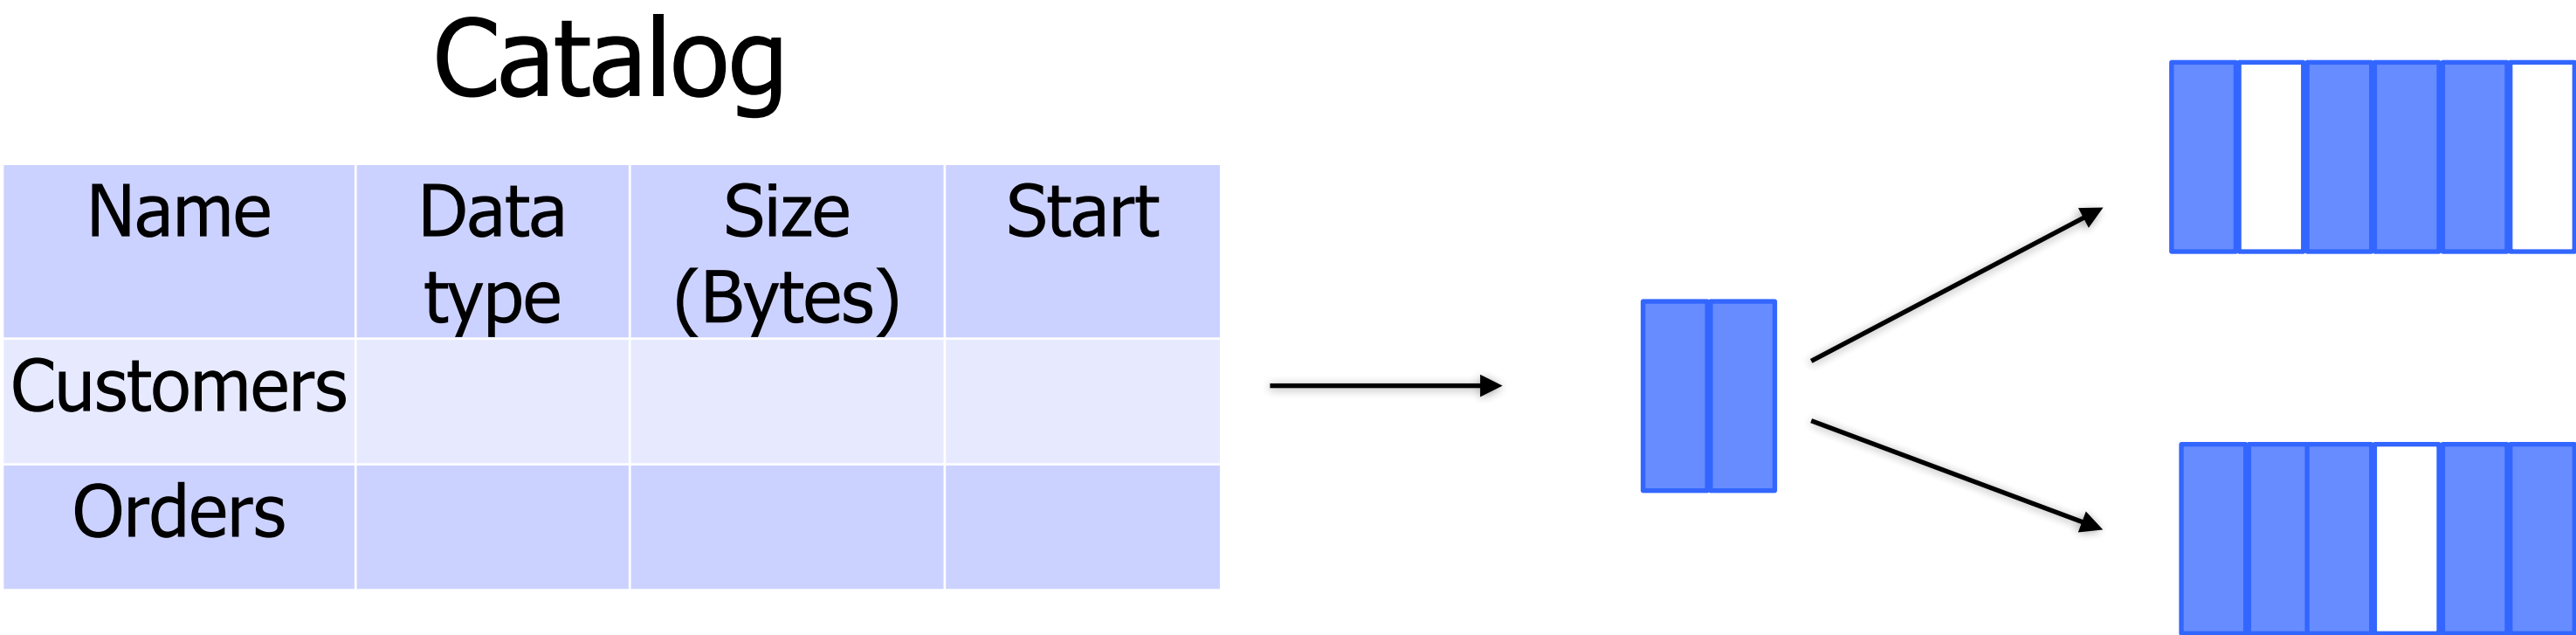 Catalog
Name Data Size Start
type (Bytes)
Customers
Orders